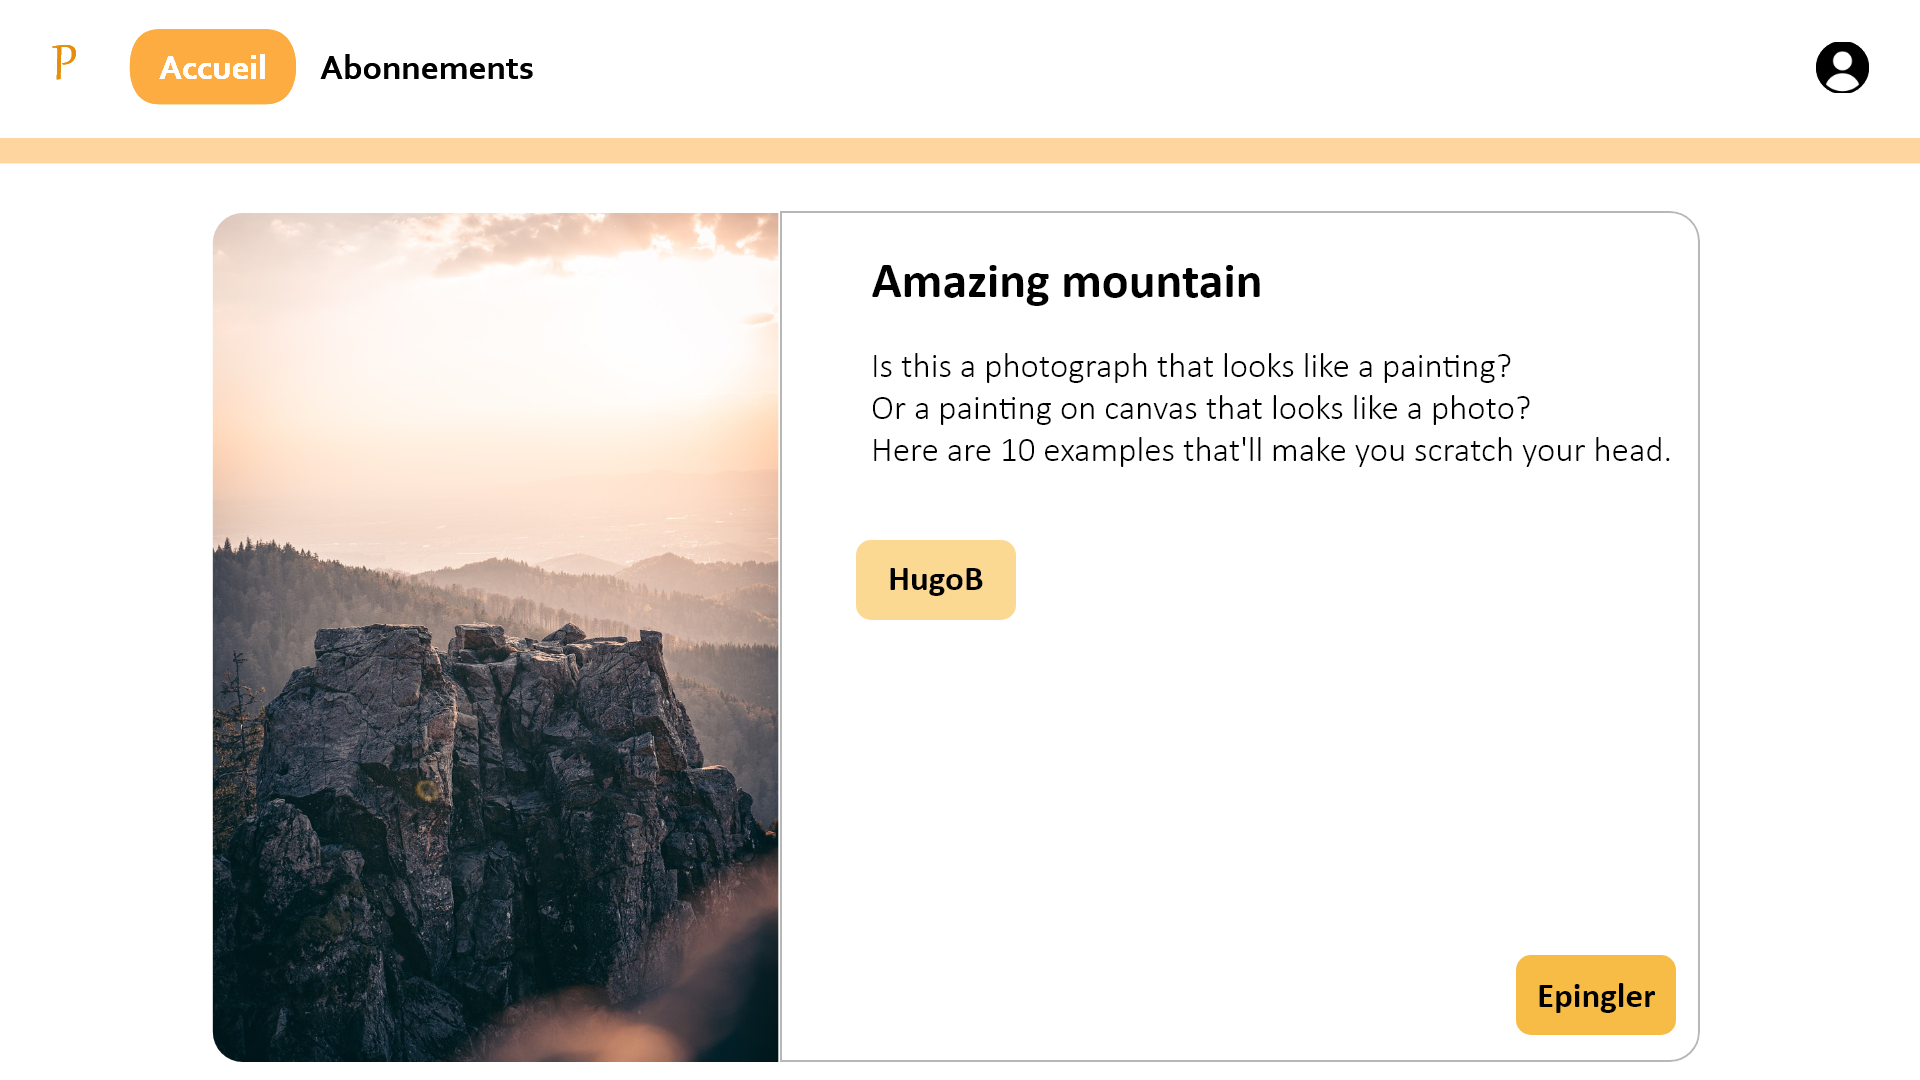 P
Accueil
Abonnements
Amazing mountain
Is this a photograph that looks like a painting?
Or a painting on canvas that looks like a photo?
Here are 10 examples that'll make you scratch your head.
HugoB
Epingler